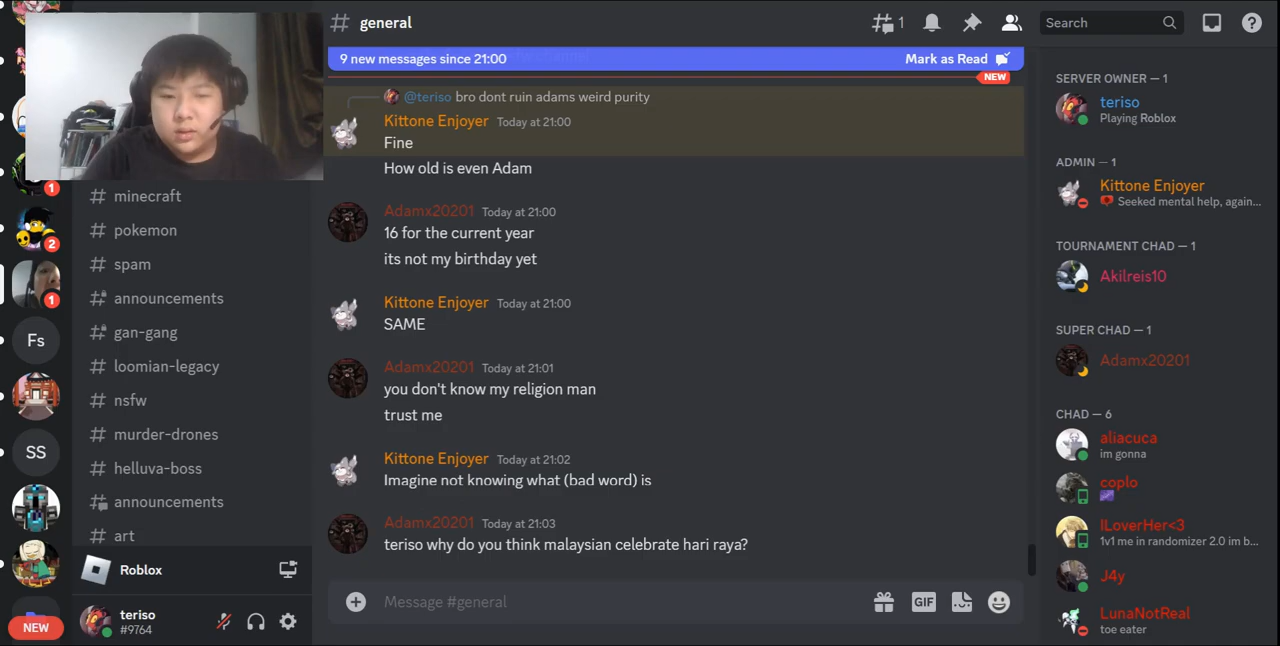 # general
1
Search
9 new messages since 21:00
Mark as Read
NEW
@teriso bro dont ruin adams weird purity
Kittone Enjoyer Today at 21:00
Fine
How old is even Adam
Adamx20201 Today at 21:00
16 for the current year
its not my birthday yet
Kittone Enjoyer Today at 21:00
SAME
Adamx20201 Today at 21:01
you don't know my religion man
trust me
Kittone Enjoyer Today at 21:02
Imagine not knowing what (bad word) is
Adamx20201 Today at 21:03
teriso why do you think malaysian celebrate hari raya?
Message #general
GIF
1
2
1
Fs
SS
NEW
# minecraft
# pokemon
# spam
# announcements
# gan-gang
# loomian-legacy
# nsfw
# murder-drones
# helluva-boss
# announcements
# art
Roblox
teriso
#9764
SERVER OWNER — 1
teriso
Playing Roblox
ADMIN — 1
Kittone Enjoyer
Seeked mental help, again...
TOURNAMENT CHAD — 1
Akilreis10
SUPER CHAD — 1
Adamx20201
CHAD — 6
aliacuca
im gonna
coplo
ILoverHer<3
1v1 me in randomizer 2.0 im b...
J4y
LunaNotReal
toe eater